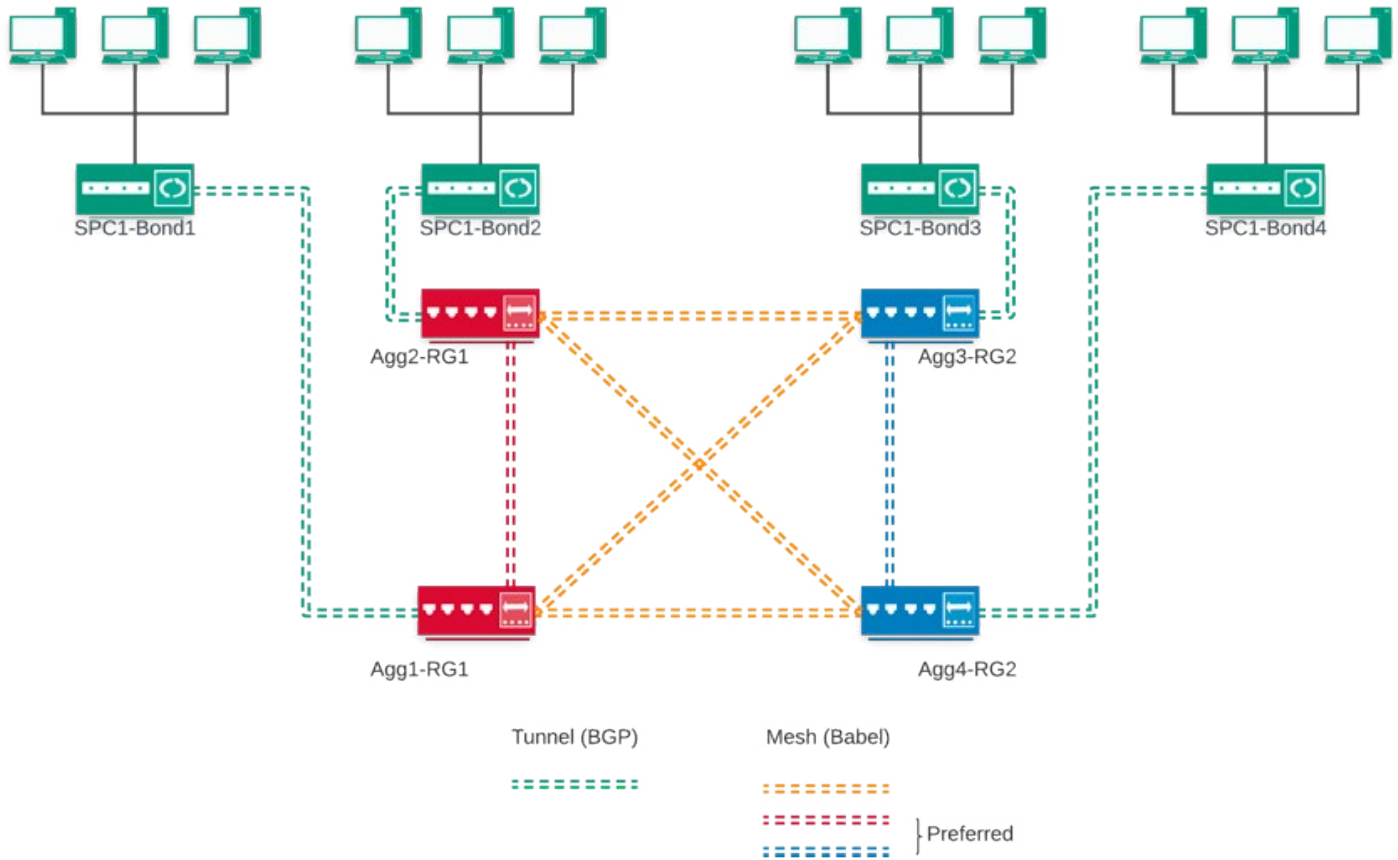 SPC1-Bond1
SPC1-Bond2
SPC1-Bond3
SPC1-Bond4
Agg2-RG1
Agg3-RG2
Agg1-RG1
Agg4-RG2
Tunnel (BGP)
Mesh (Babel)
Preferred